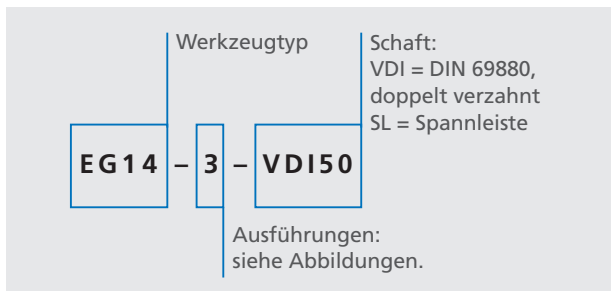 Werkzeugtyp
Schaft:
VDI = DIN 69880,
doppelt verzahnt
SL = Spannleiste
EG14 – 3 – VDI50
Ausführungen:
siehe Abbildungen.